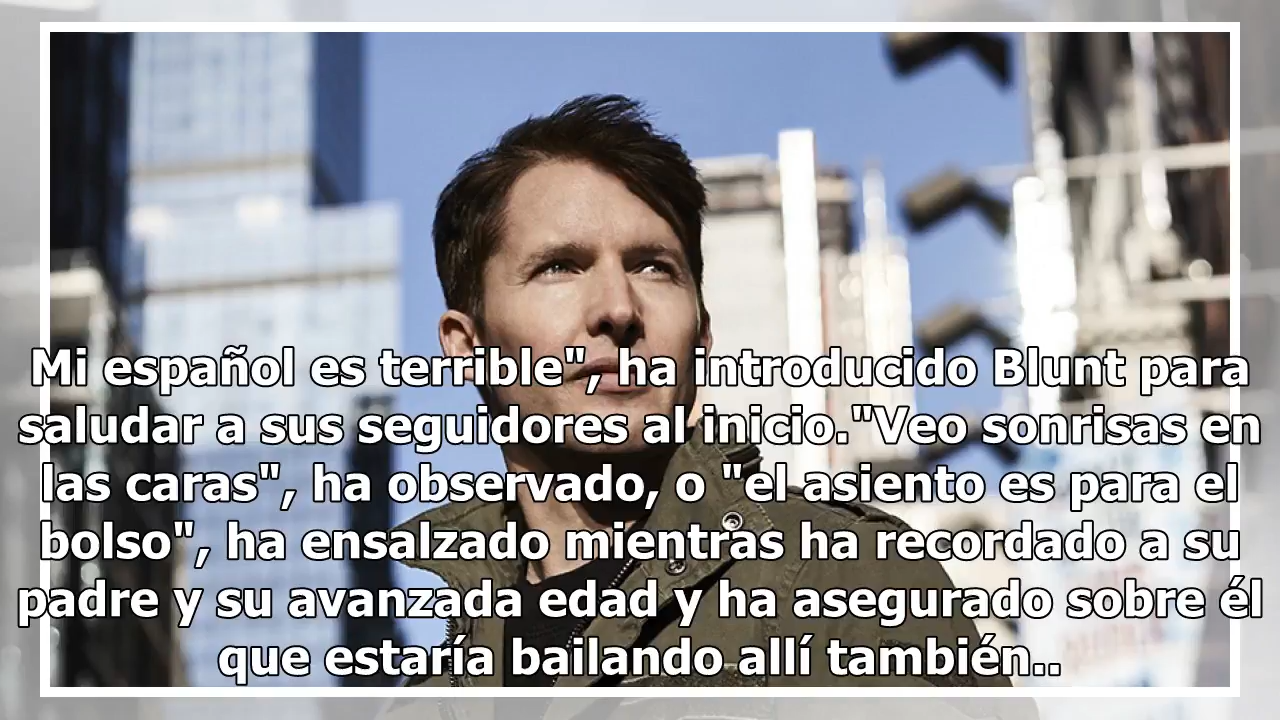 Mi español es terrible", ha introducido Blunt para
saludar a sus seguidores al inicio."Veo sonrisas en
las caras", ha observado, o "el asiento es para el
bolso", ha ensalzado mientras ha recordado a su
padre y su avanzada edad y ha asegurado sobre él
que estaría bailando allí también..